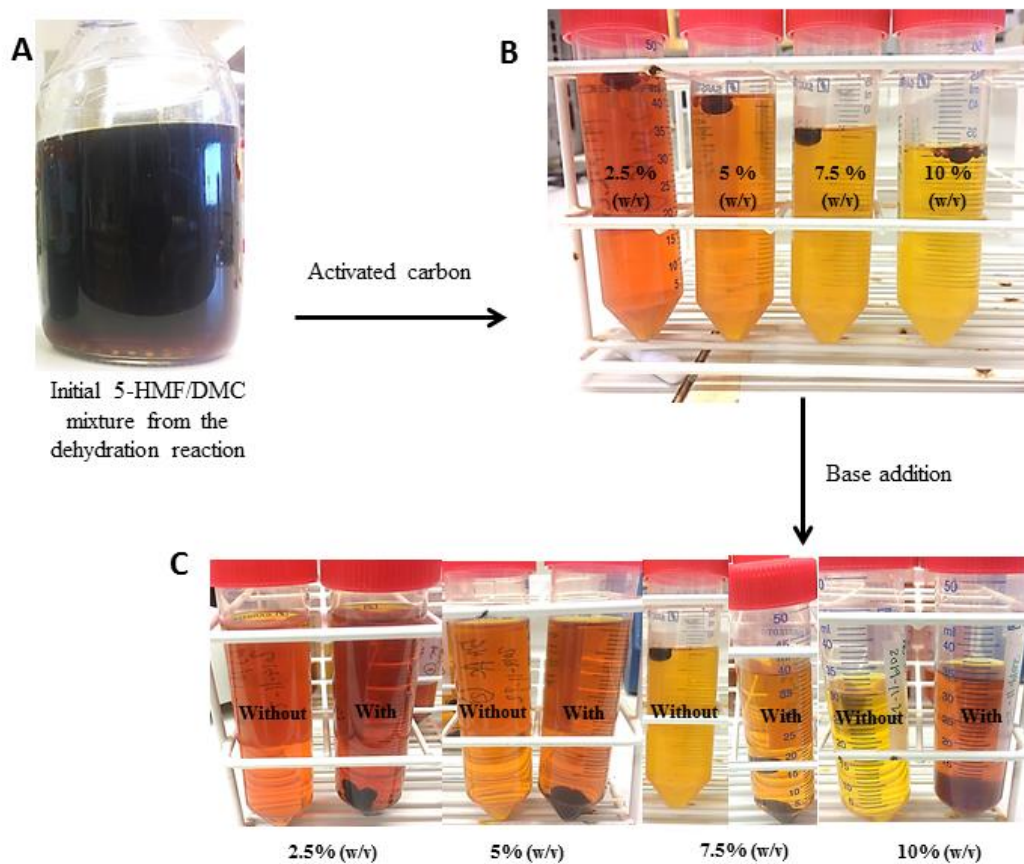 A
B
2.5 %
(w/v)
5 %
(w/v)
7.5 %
(w/v)
10 %
(w/v)
Activated carbon
Initial 5-HMF/DMC
mixture from the
dehydration reaction
Base addition
C
Without
With
Without
With
Without
With
Without
With
2.5% (w/v)
5% (w/v)
7.5% (w/v)
10% (w/v)